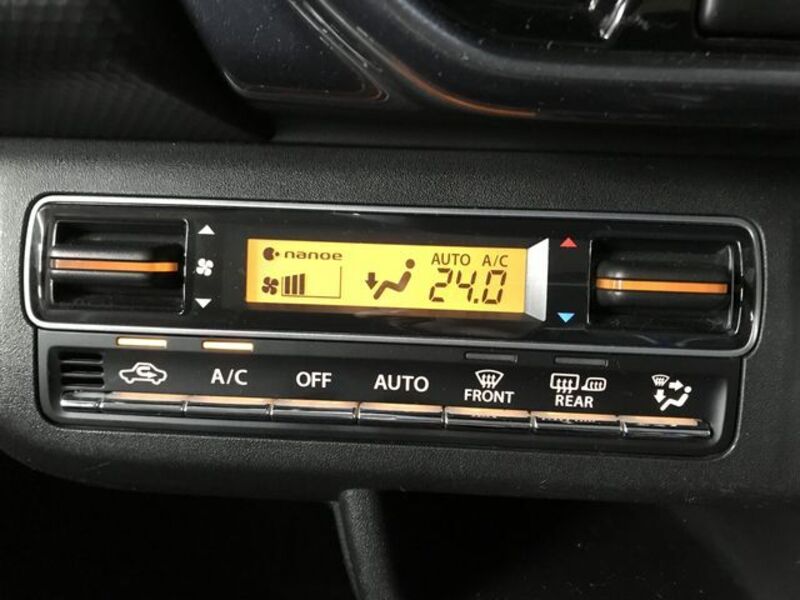 nanoe
AUTO A/C
24.0
A/C OFF AUTO FRONT REAR